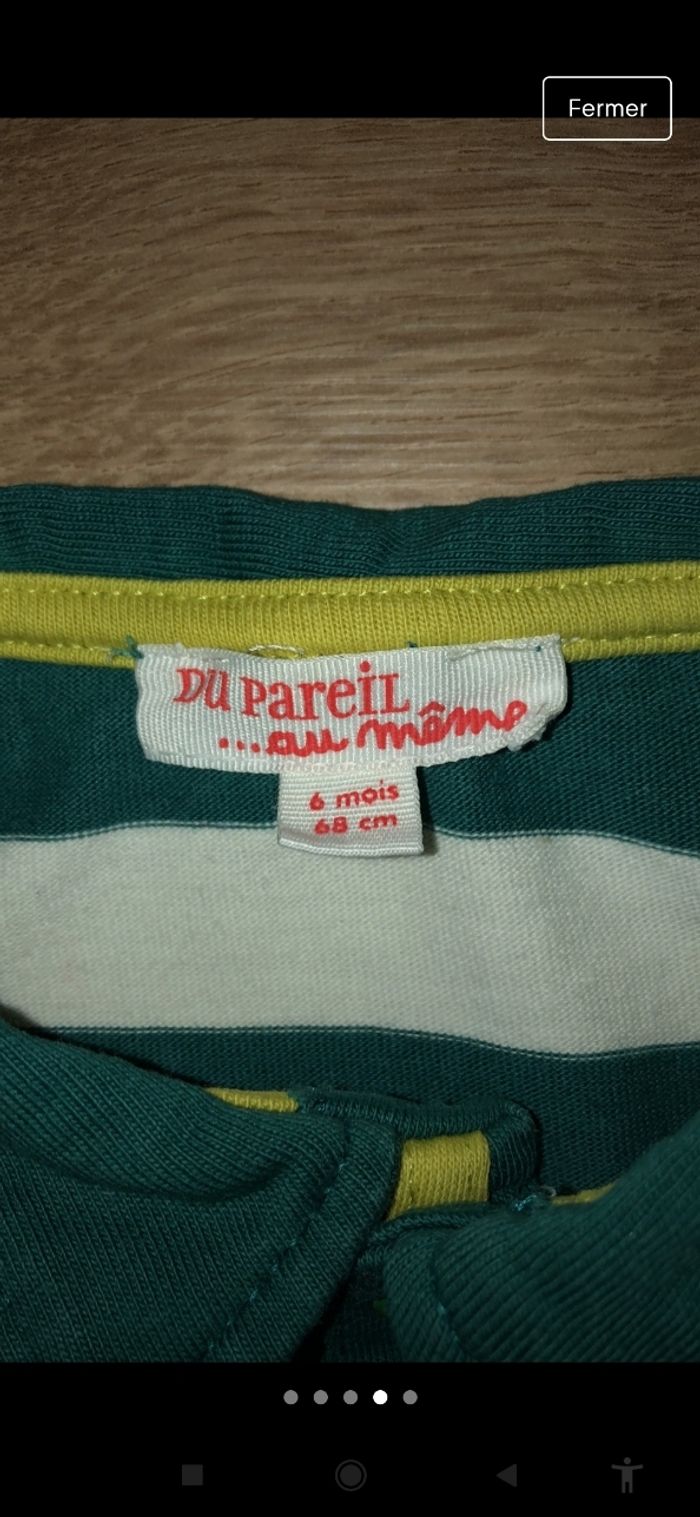 Fermer
DU PareiL
...au même
6 mois
68 cm